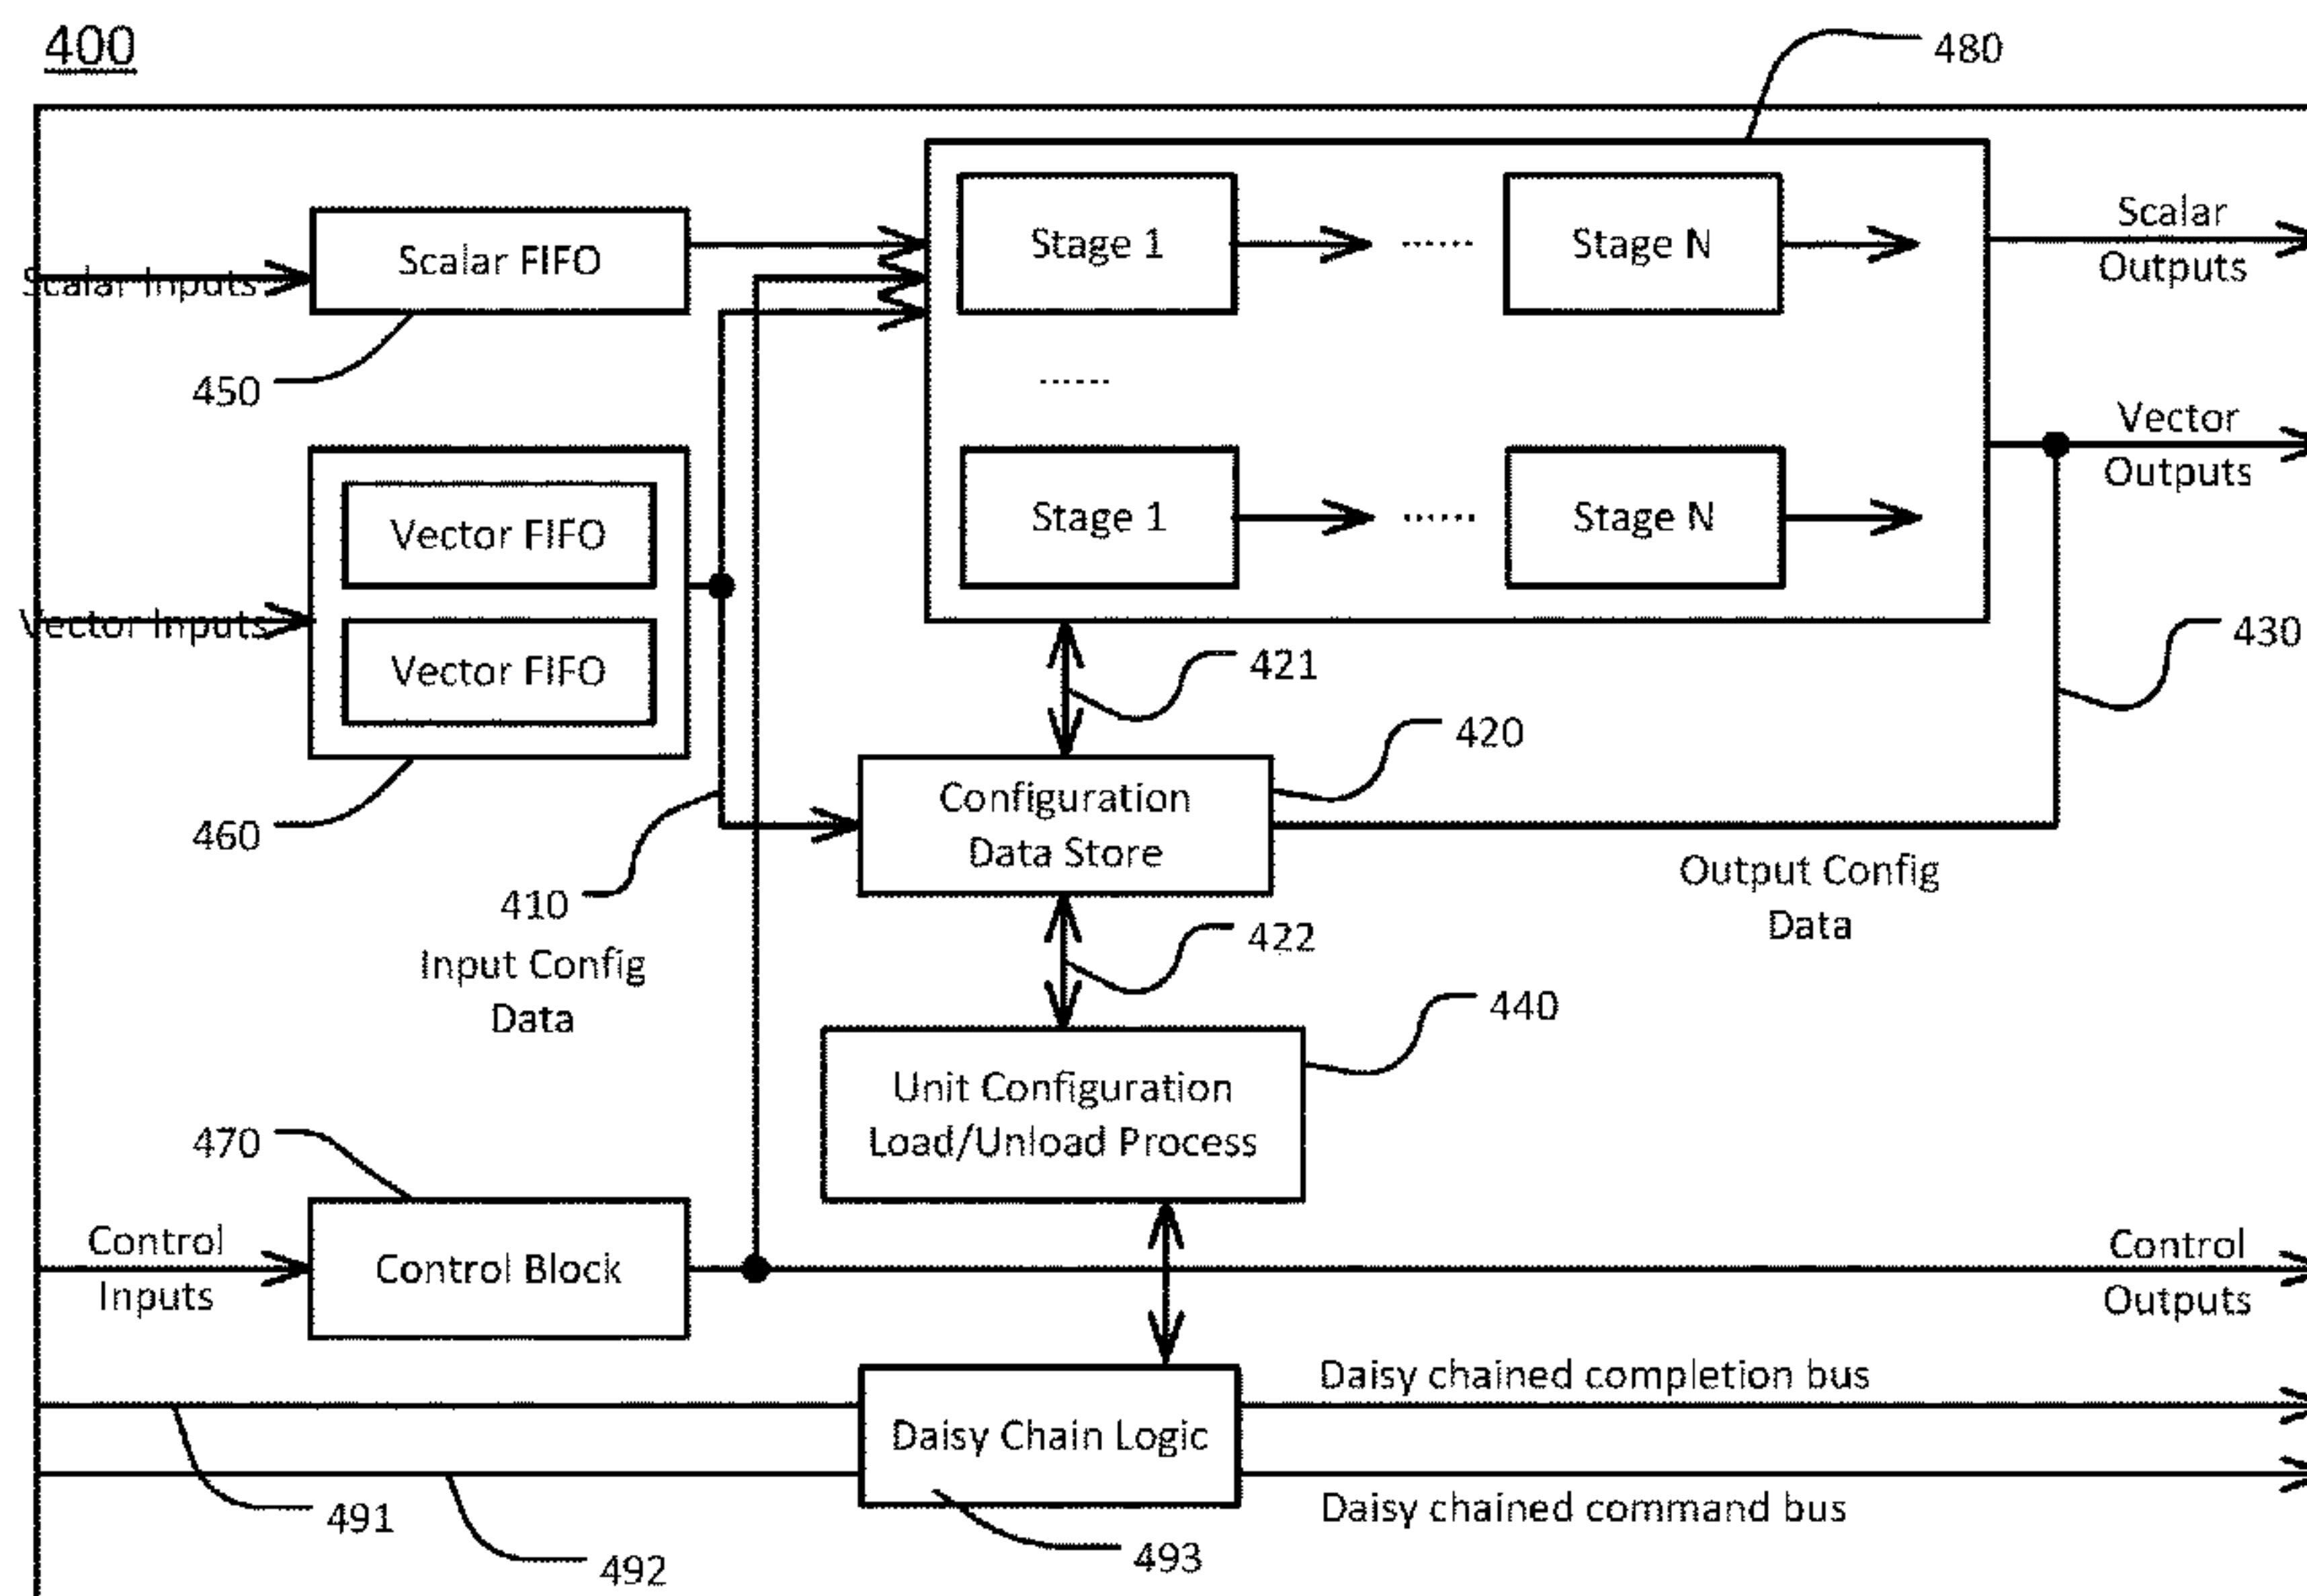 400
480
Scalar Inputs
Scalar FIFO
Stage 1
......
Stage N
Scalar
Outputs
450
......
Vector Inputs
Vector FIFO
Vector FIFO
Stage 1
......
Stage N
Vector
Outputs
430
421
420
460
Configuration
Data Store
410
Input Config
Data
Output Config
Data
422
440
Unit Configuration
Load/Unload Process
470
Control
Inputs
Control Block
Control
Outputs
Daisy Chain Logic
Daisy chained completion bus
Daisy chained command bus
491
492
493